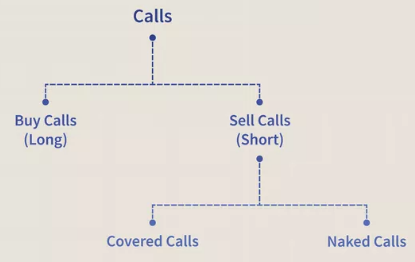 Calls
Buy Calls
(Long)
Sell Calls
(Short)
Covered Calls
Naked Calls